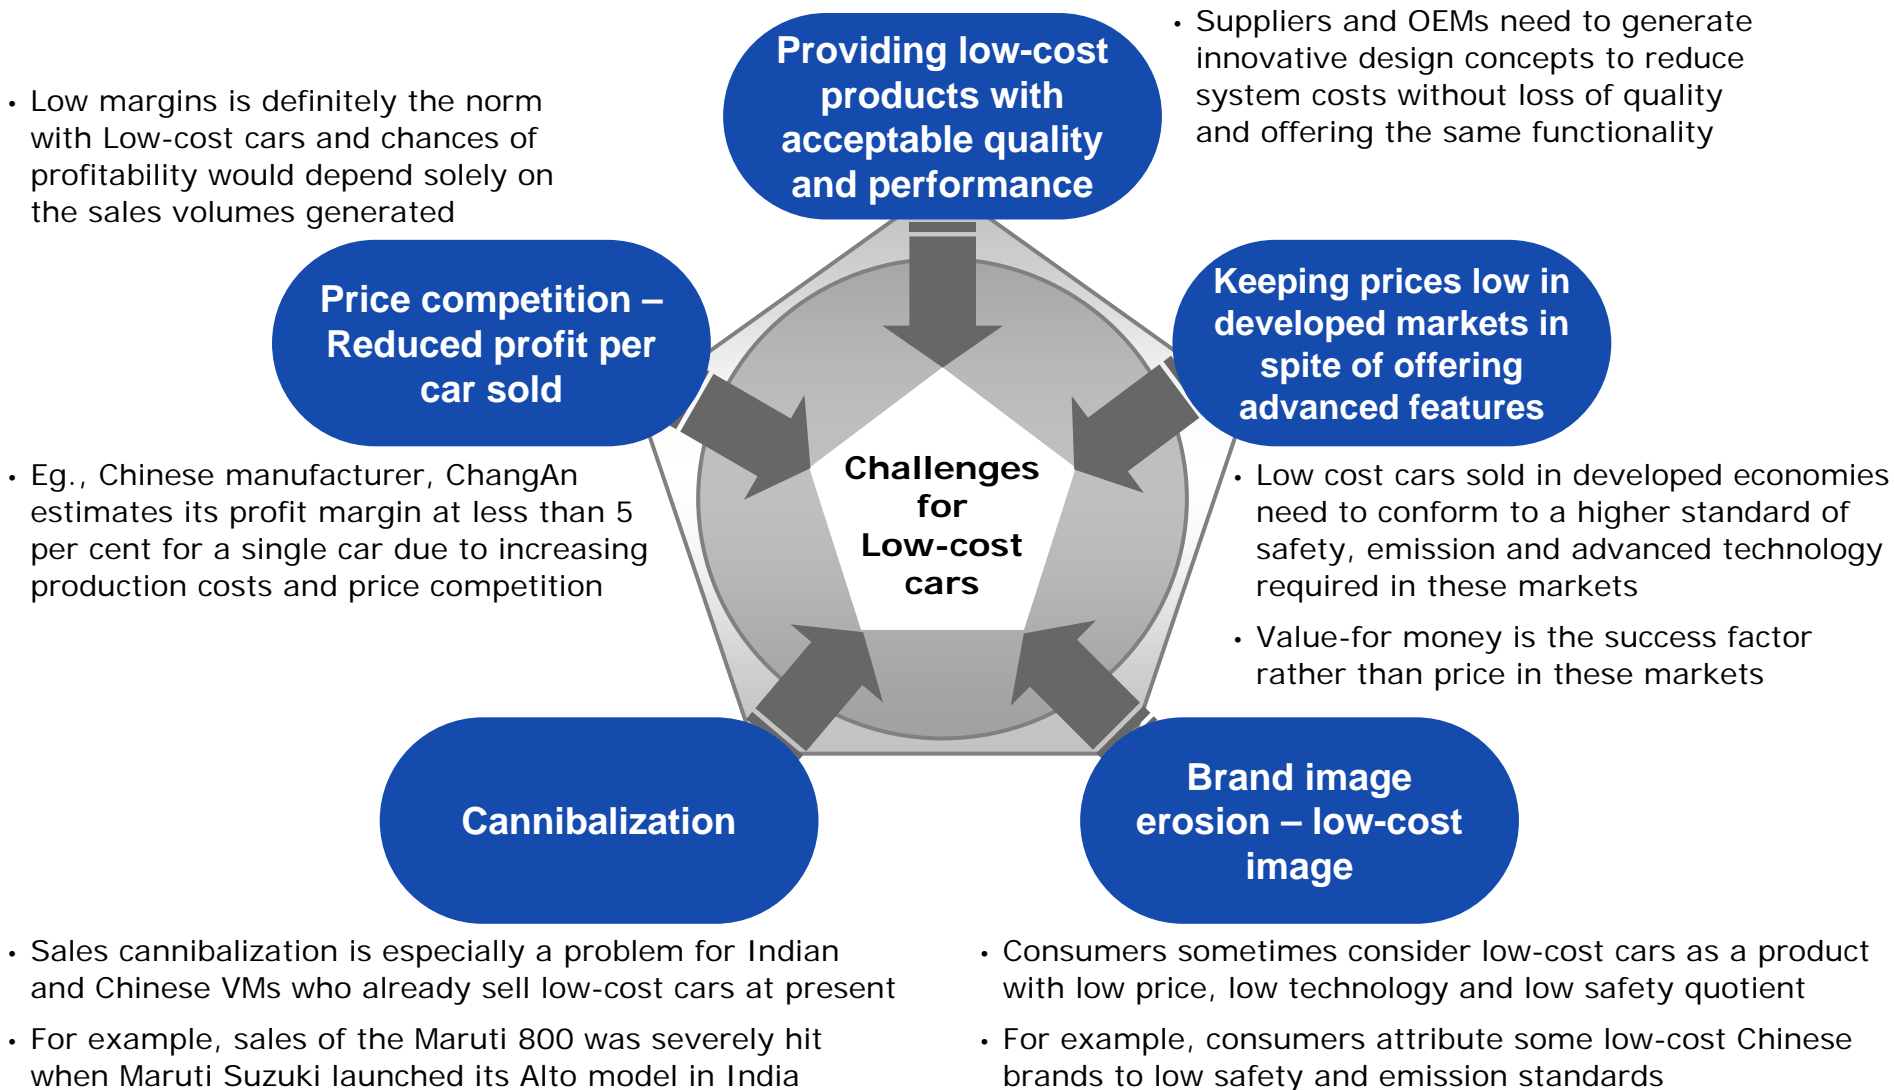 Providing low-cost
products with
acceptable quality
and performance
• Suppliers and OEMs need to generate
innovative design concepts to reduce
system costs without loss of quality
and offering the same functionality
• Low margins is definitely the norm
with Low-cost cars and chances of
profitability would depend solely on
the sales volumes generated
Price competition –
Reduced profit per
car sold
Keeping prices low in
developed markets in
spite of offering
advanced features
• Eg., Chinese manufacturer, ChangAn
estimates its profit margin at less than 5
per cent for a single car due to increasing
production costs and price competition
Challenges
for
Low-cost
cars
• Low cost cars sold in developed economies
need to conform to a higher standard of
safety, emission and advanced technology
required in these markets
• Value-for money is the success factor
rather than price in these markets
Cannibalization
Brand image
erosion – low-cost
image
• Sales cannibalization is especially a problem for Indian
and Chinese VMs who already sell low-cost cars at present
• For example, sales of the Maruti 800 was severely hit
when Maruti Suzuki launched its Alto model in India
• Consumers sometimes consider low-cost cars as a product
with low price, low technology and low safety quotient
• For example, consumers attribute some low-cost Chinese
brands to low safety and emission standards